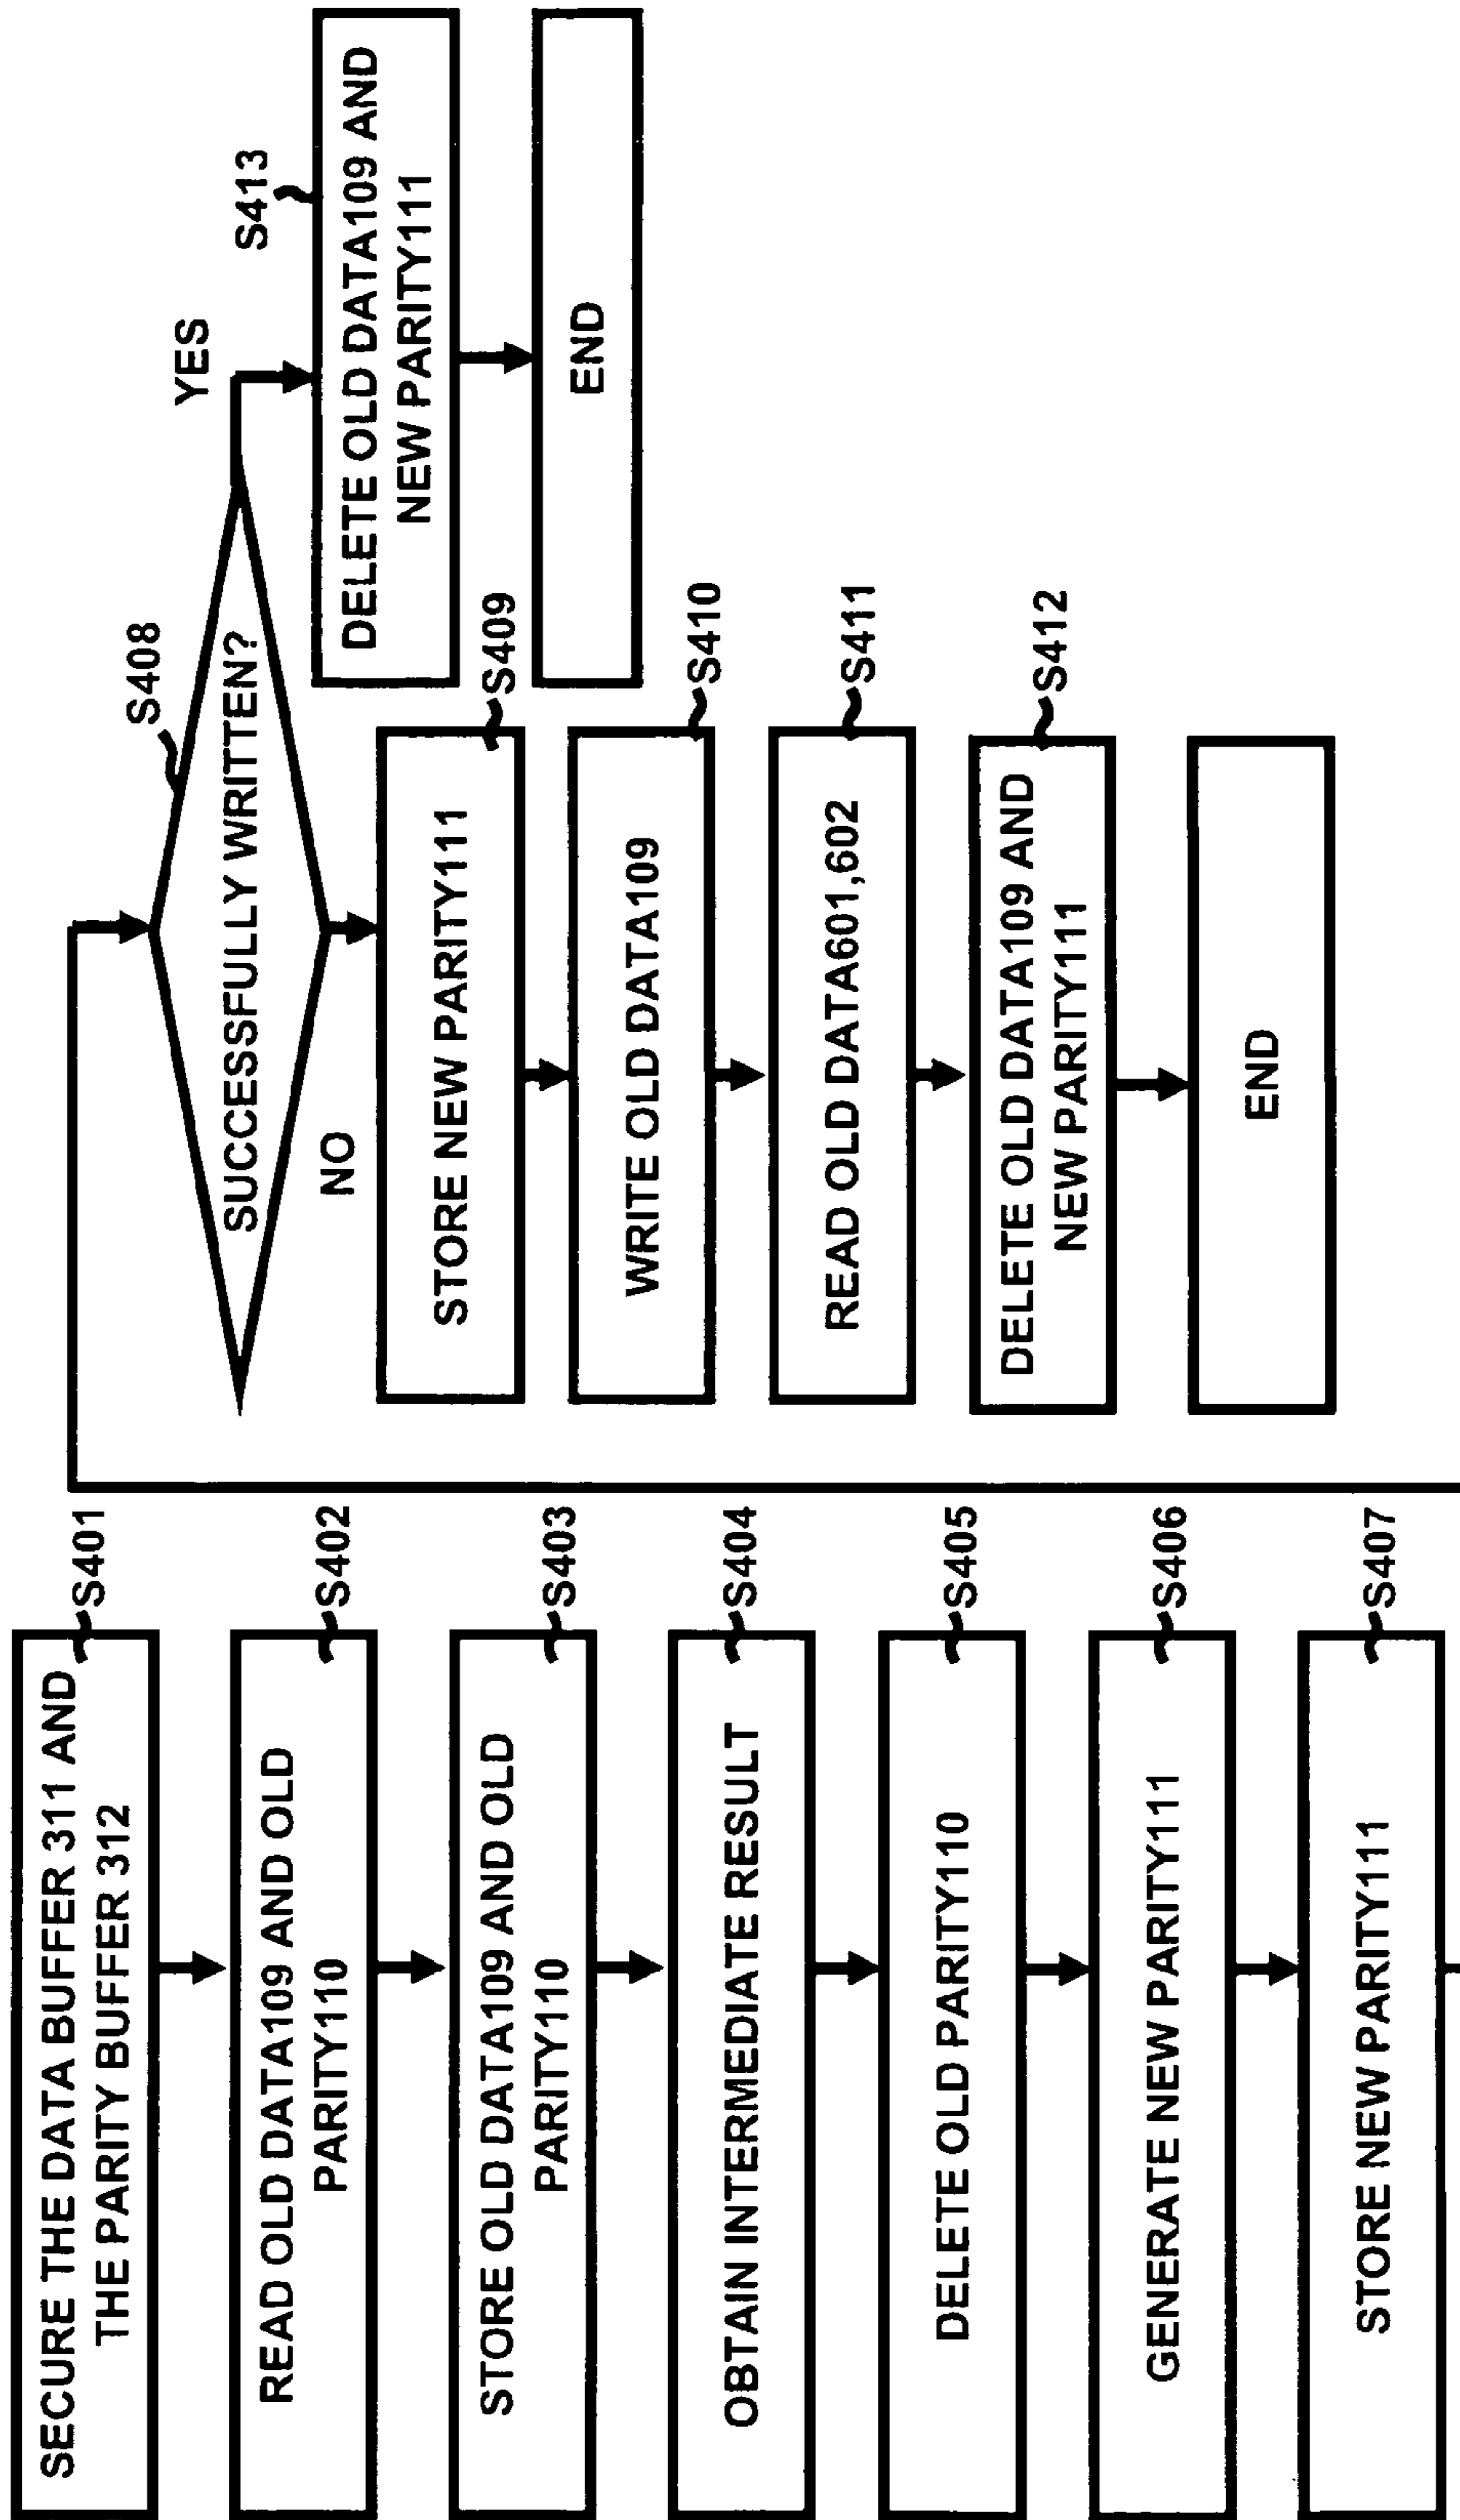 SECURE THE DATA BUFFER 311 AND
THE PARITY BUFFER 312
S401
READ OLD DATA109 AND OLD
PARITY110
S402
STORE OLD DATA109 AND OLD
PARITY110
S403
OBTAIN INTERMEDIATE RESULT
S404
DELETE OLD PARITY110
S405
GENERATE NEW PARITY111
S406
STORE NEW PARITY111
S407
S408
SUCCESSFULLY WRITTEN?
YES
NO
STORE NEW PARITY111
S409
WRITE OLD DATA109
S410
READ OLD DATA601,602
S411
DELETE OLD DATA109 AND
NEW PARITY111
S412
END
S413
DELETE OLD DATA109 AND
NEW PARITY111
END